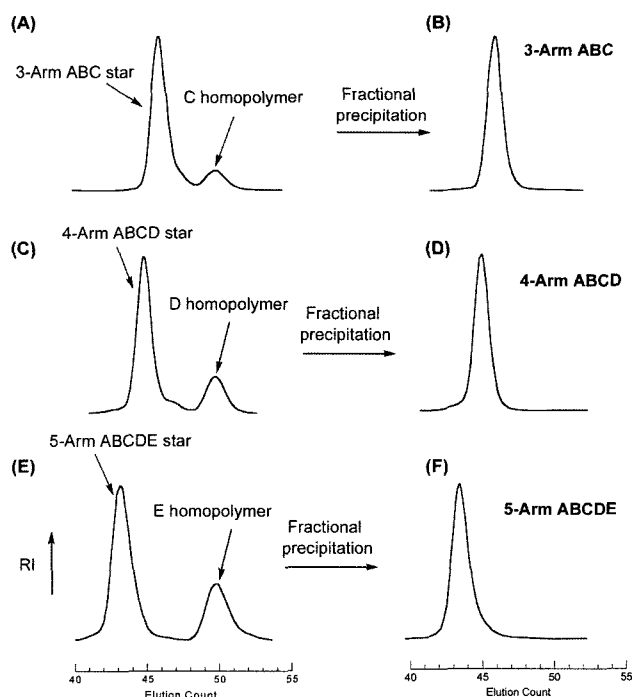 (A)
3-Arm ABC star
C homopolymer
Fractional
precipitation
(B)
3-Arm ABC
(C)
4-Arm ABCD star
D homopolymer
Fractional
precipitation
(D)
4-Arm ABCD
(E)
5-Arm ABCDE star
E homopolymer
Fractional
precipitation
(F)
5-Arm ABCDE
RI
40 45 50 55
Elution Count
40 45 50 55
Elution Count